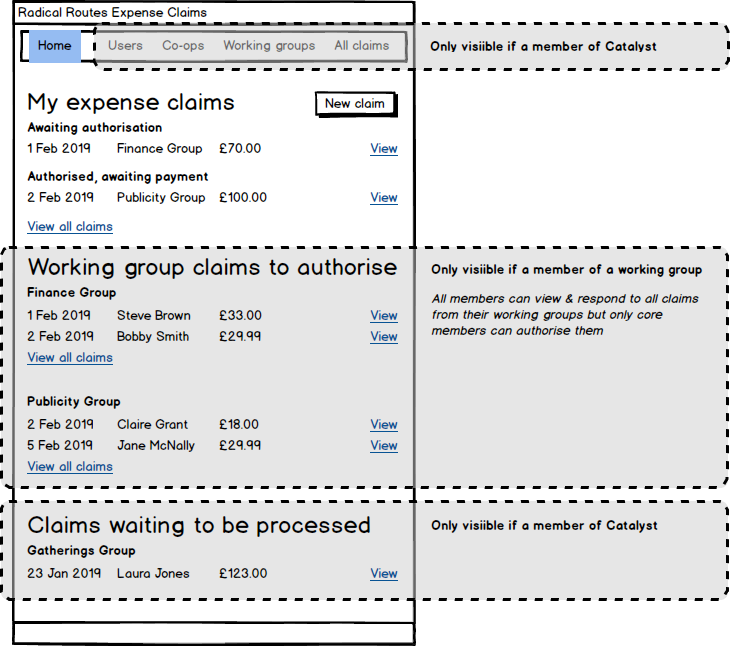 Radical Routes Expense Claims
Home Users Co-ops Working groups All claims
Only visiible if a member of Catalyst
My expense claims New claim
Awaiting authorisation
1 Feb 2019 Finance Group £70.00 View
Authorised, awaiting payment
2 Feb 2019 Publicity Group £100.00 View
View all claims
Working group claims to authorise
Only visiible if a member of a working group
Finance Group
All members can view & respond to all claims
from their working groups but only core
members can authorise them
1 Feb 2019 Steve Brown £33.00 View
2 Feb 2019 Bobby Smith £29.99 View
View all claims
Publicity Group
2 Feb 2019 Claire Grant £18.00 View
5 Feb 2019 Jane McNally £29.99 View
View all claims
Claims waiting to be processed
Only visiible if a member of Catalyst
Gatherings Group
23 Jan 2019 Laura Jones £123.00 View